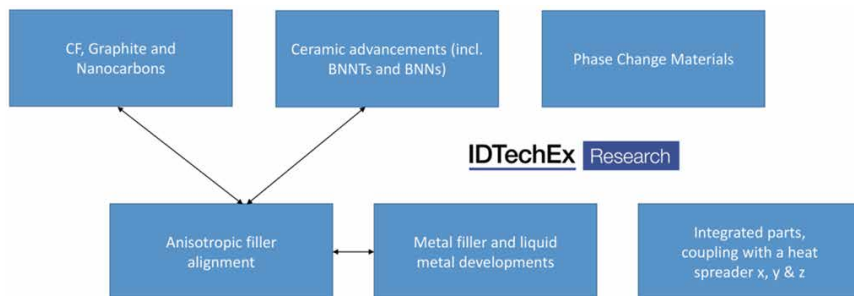 CF, Graphite and
Nanocarbons
Ceramic advancements (incl.
BNNTs and BNNs)
Phase Change Materials
IDTechEx Research
Anisotropic filler
alignment
Metal filler and liquid
metal developments
Integrated parts,
coupling with a heat
spreader x, y & z